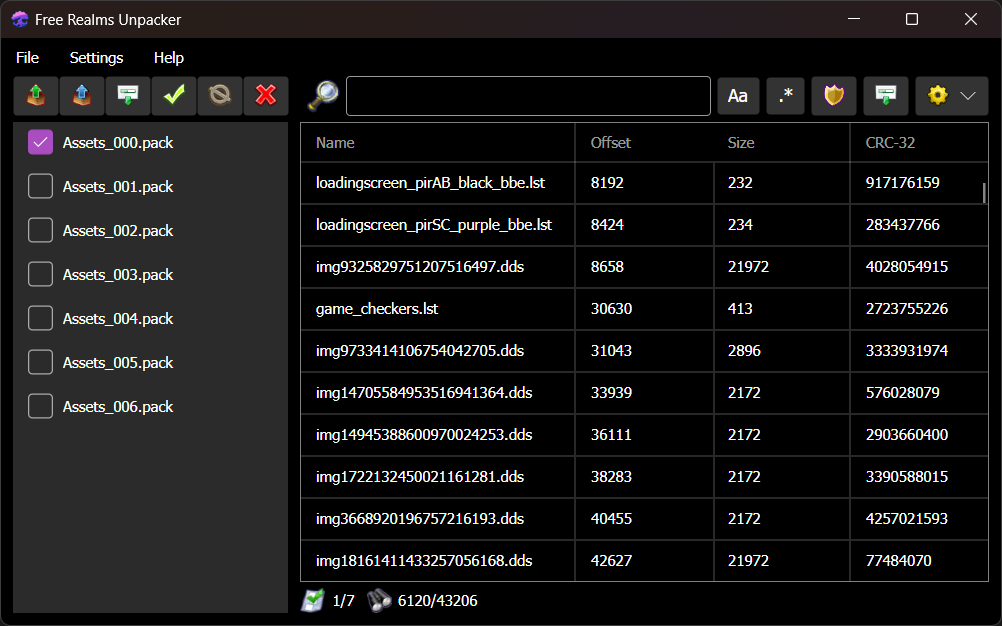 Free Realms Unpacker
File Settings Help
Aa .*
Assets_000.pack
Assets_001.pack
Assets_002.pack
Assets_003.pack
Assets_004.pack
Assets_005.pack
Assets_006.pack
Name Offset Size CRC-32
loadingscreen_pirAB_black_bbe.lst 8192 232 917176159
loadingscreen_pirSC_purple_bbe.lst 8424 234 283437766
img9325829751207516497.dds 8658 21972 4028054915
game_checkers.lst 30630 413 2723755226
img9733414106754042705.dds 31043 2896 3333931974
img14705584953516941364.dds 33939 2172 576028079
img14945388600970024253.dds 36111 2172 2903660400
img1722132450021161281.dds 38283 2172 3390588015
img3668920196757216193.dds 40455 2172 4257021593
img18161411433257056168.dds 42627 21972 77484070
1/7 6120/43206